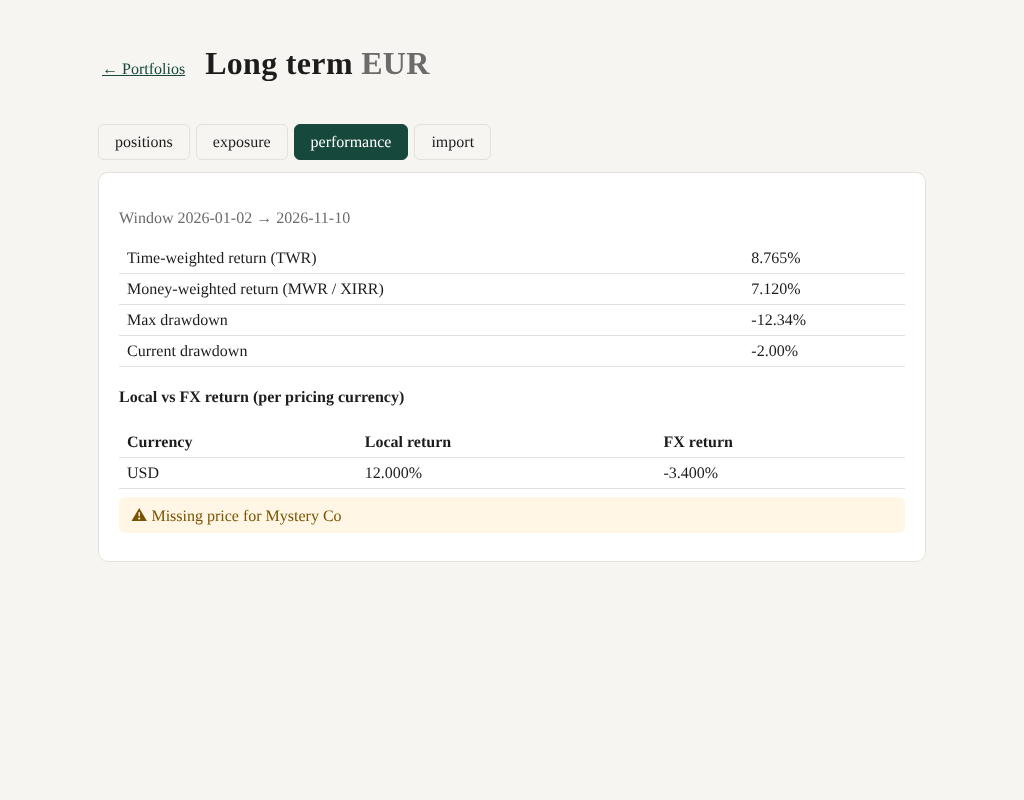 ← Portfolios Long term EUR
positions exposure performance import
Window 2026-01-02 → 2026-11-10
Time-weighted return (TWR) 8.765%
Money-weighted return (MWR / XIRR) 7.120%
Max drawdown -12.34%
Current drawdown -2.00%
Local vs FX return (per pricing currency)
Currency Local return FX return
USD 12.000% -3.400%
⚠ Missing price for Mystery Co